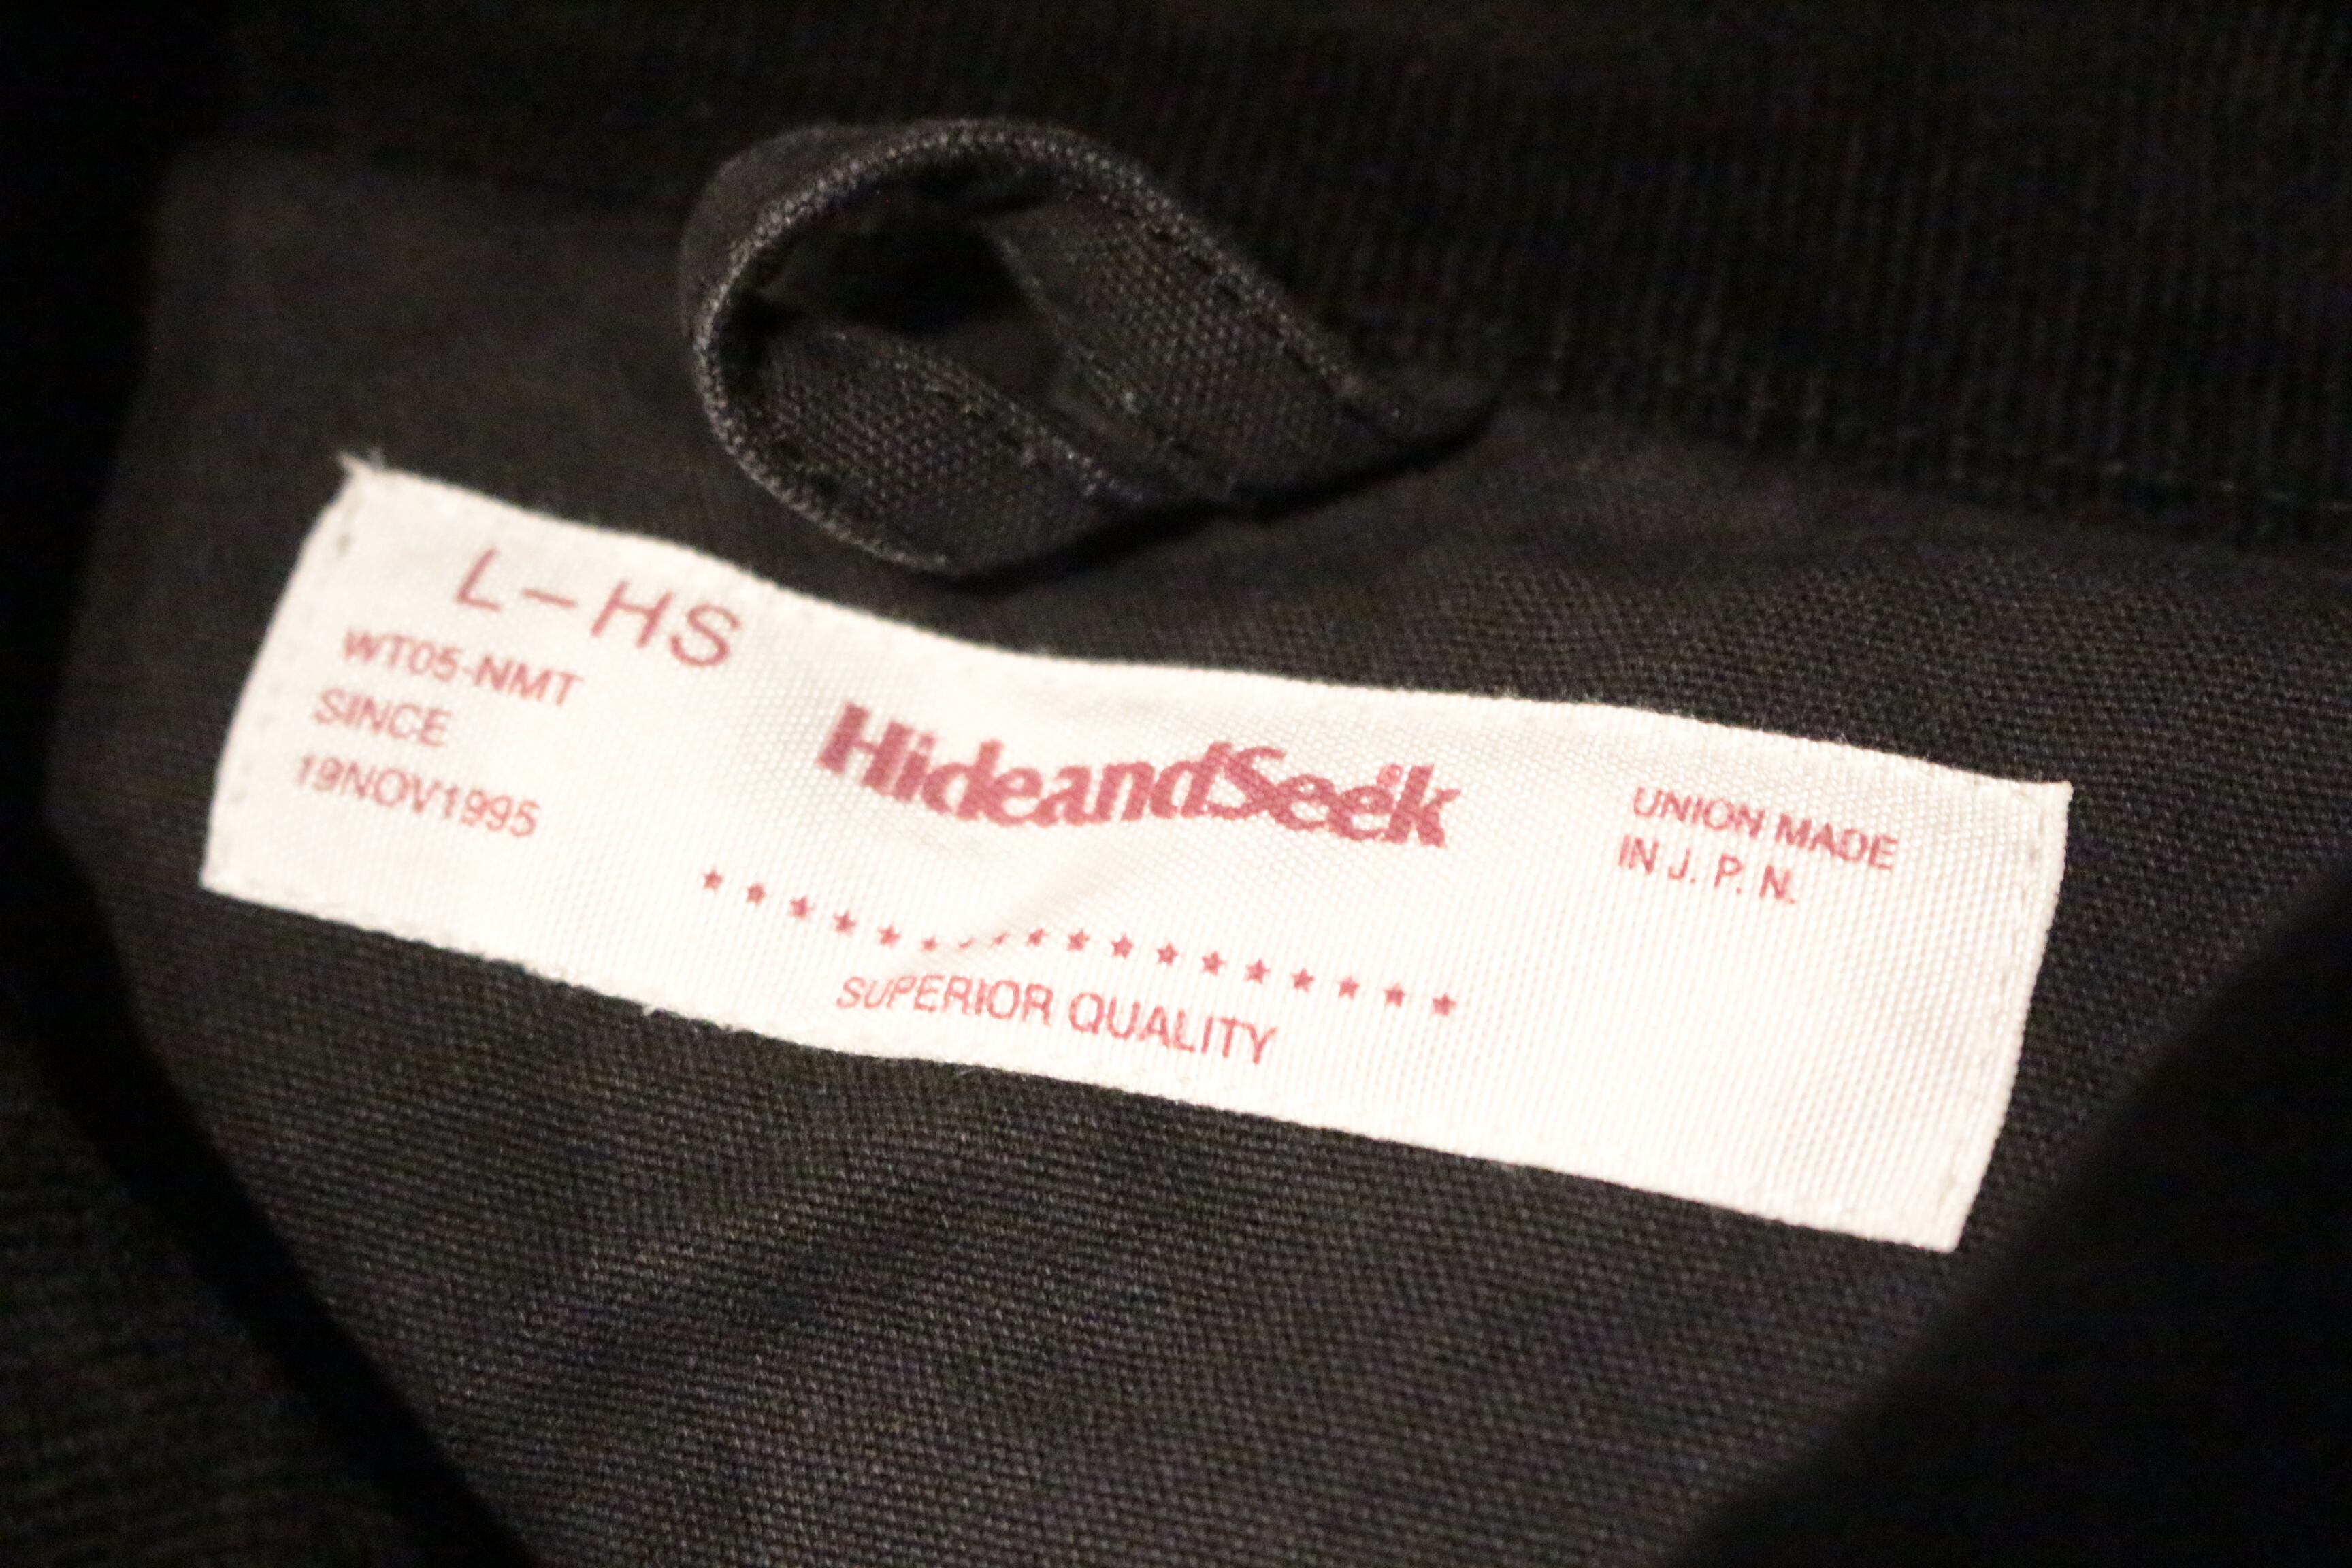 L-HS
WT05-NMT
SINCE
19NOV1995
HideandSeek
UNION MADE
IN J. P. N.
SUPERIOR QUALITY